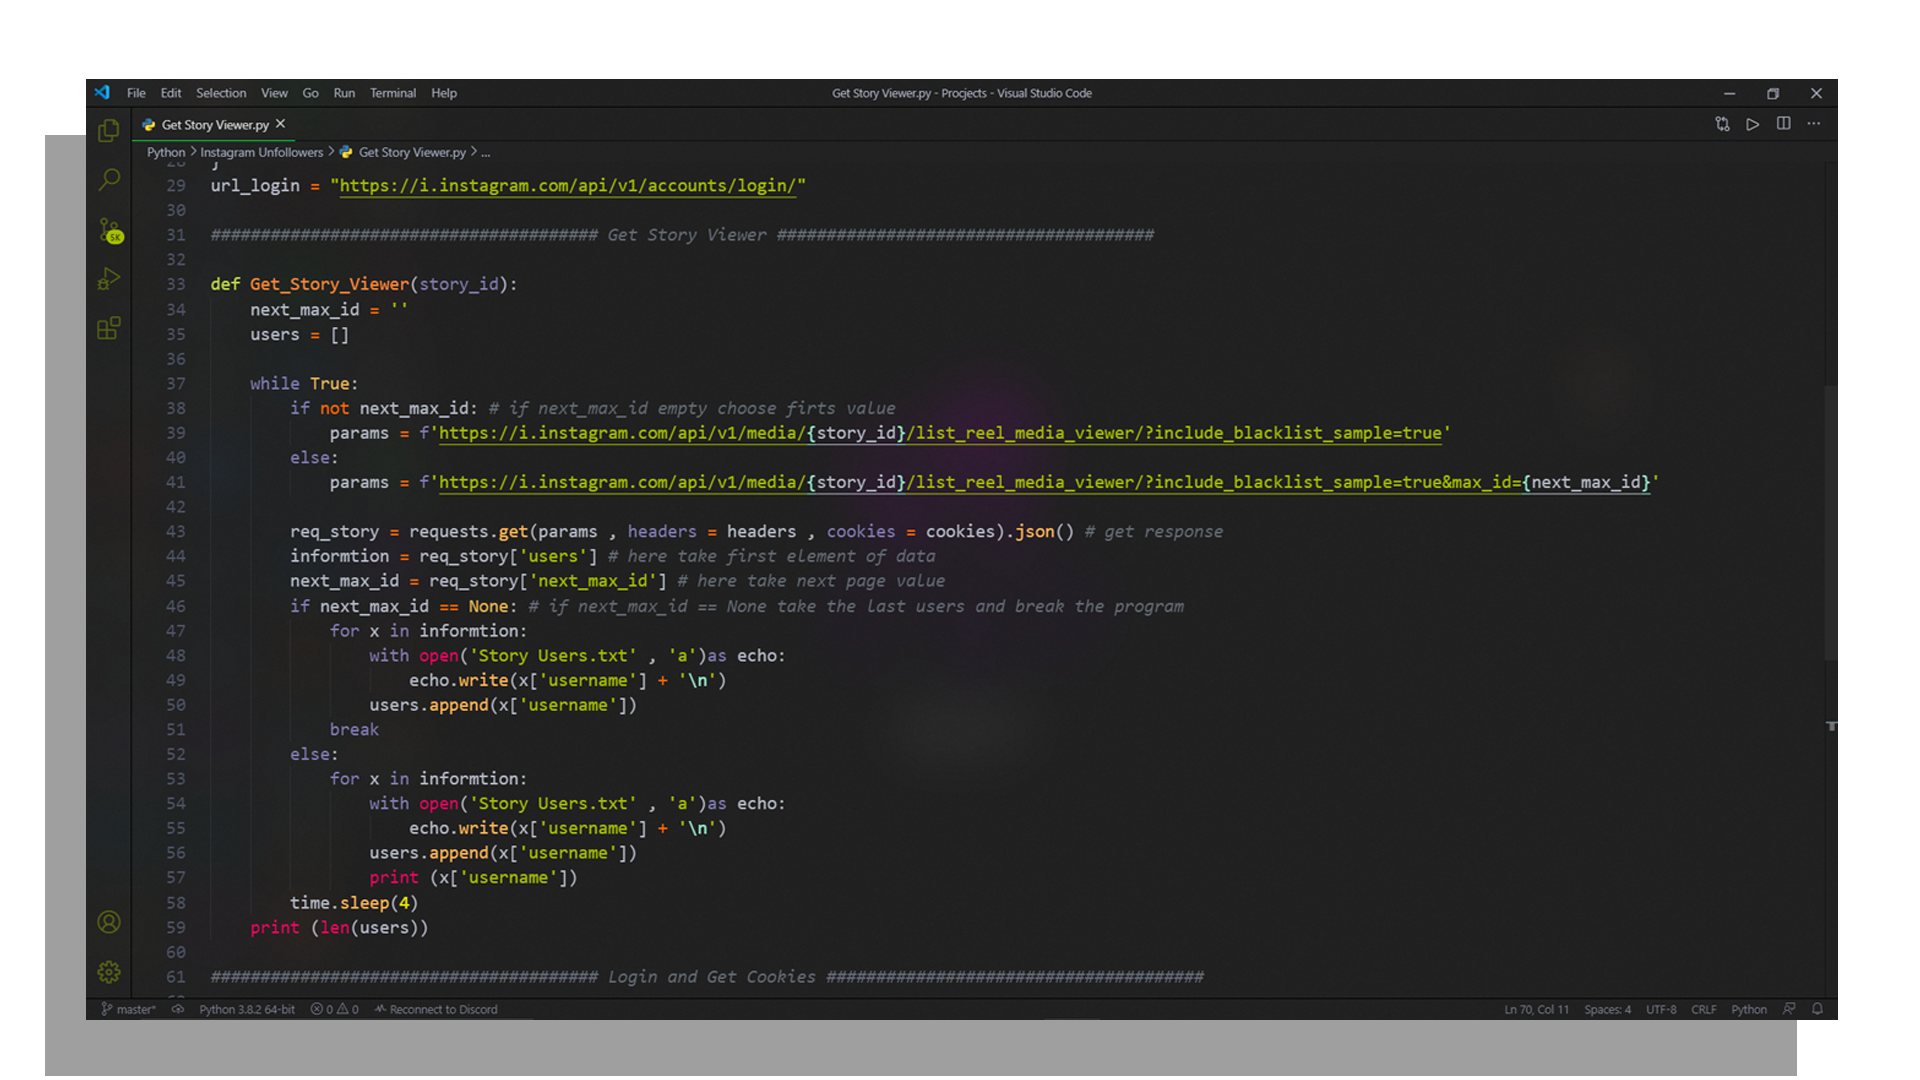 File Edit Selection View Go Run Terminal Help Get Story Viewer.py - Procjects - Visual Studio Code
Get Story Viewer.py
Python > Instagram Unfollowers > Get Story Viewer.py > ...
29 url_login = "https://i.instagram.com/api/v1/accounts/login/"
30
31 ####################################### Get Story Viewer ######################################
32
33 def Get_Story_Viewer(story_id):
34 next_max_id = ''
35 users = []
36
37 while True:
38 if not next_max_id: # if next_max_id empty choose firts value
39 params = f'https://i.instagram.com/api/v1/media/{story_id}/list_reel_media_viewer/?include_blacklist_sample=true'
40 else:
41 params = f'https://i.instagram.com/api/v1/media/{story_id}/list_reel_media_viewer/?include_blacklist_sample=true&max_id={next_max_id}'
42
43 req_story = requests.get(params , headers = headers , cookies = cookies).json() # get response
44 informtion = req_story['users'] # here take first element of data
45 next_max_id = req_story['next_max_id'] # here take next page value
46 if next_max_id == None: # if next_max_id == None take the last users and break the program
47 for x in informtion:
48 with open('Story Users.txt' , 'a')as echo:
49 echo.write(x['username'] + '\n')
50 users.append(x['username'])
51 break
52 else:
53 for x in informtion:
54 with open('Story Users.txt' , 'a')as echo:
55 echo.write(x['username'] + '\n')
56 users.append(x['username'])
57 print (x['username'])
58 time.sleep(4)
59 print (len(users))
60
61 ####################################### Login and Get Cookies ######################################
5K
master* Python 3.8.2 64-bit 0 0 Reconnect to Discord Ln 70, Col 11 Spaces: 4 UTF-8 CRLF Python